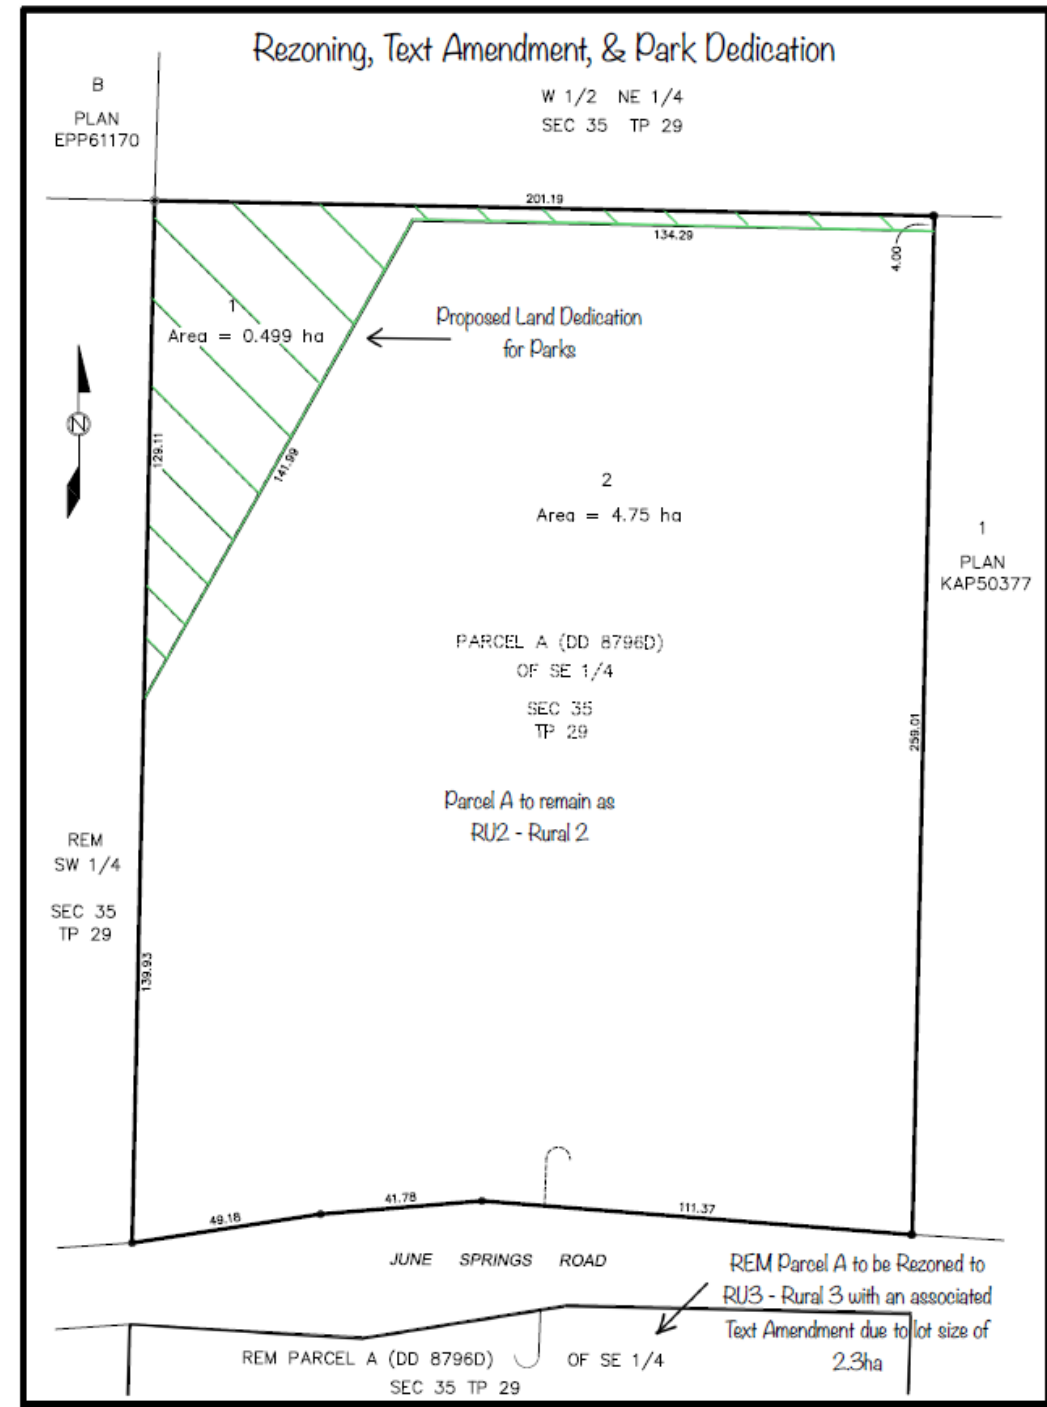 Rezoning, Text Amendment, & Park Dedication
B
PLAN
EPP61170
W 1/2 NE 1/4
SEC 35 TP 29
201.19
134.29
4.00
1
Area = 0.499 ha
Proposed Land Dedication
for Parks
N
129.11
141.99
2
Area = 4.75 ha
1
PLAN
KAP50377
PARCEL A (DD 8796D)
OF SE 1/4
SEC 35
TP 29
259.01
Parcel A to remain as
RU2 - Rural 2
REM
SW 1/4
SEC 35
TP 29
139.93
49.18
41.78
111.37
JUNE SPRINGS ROAD
REM Parcel A to be Rezoned to
RU3 - Rural 3 with an associated
Text Amendment due to lot size of
2.3ha
REM PARCEL A (DD 8796D) OF SE 1/4
SEC 35 TP 29